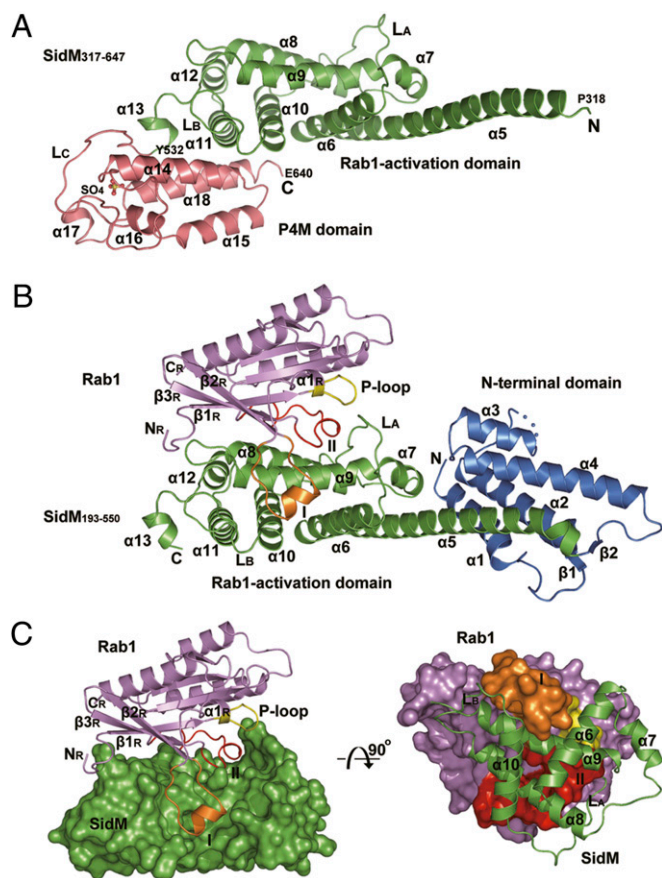 A
SidM317-647
α8
LA
α7
α12
α9
α13
LB
α10
P318
N
α11
α6
α5
Y532
Rab1-activation domain
LC
α14
E640
C
SO4
α18
α17
α16
α15
P4M domain
B
Rab1
CR
β2R
α1R
P-loop
β3R
β1R
NR
II
LA
N-terminal domain
α3
N
α4
α8
α7
α12
α9
α2
SidM193-550
I
α13
C
α11
LB
α10
α6
α5
α1
β1
β2
Rab1-activation domain
C
Rab1
CR
β2R
α1R
P-loop
β3R
β1R
NR
II
SidM
I
90°
Rab1
I
LB
α6
α7
α9
α10
II
LA
α8
SidM